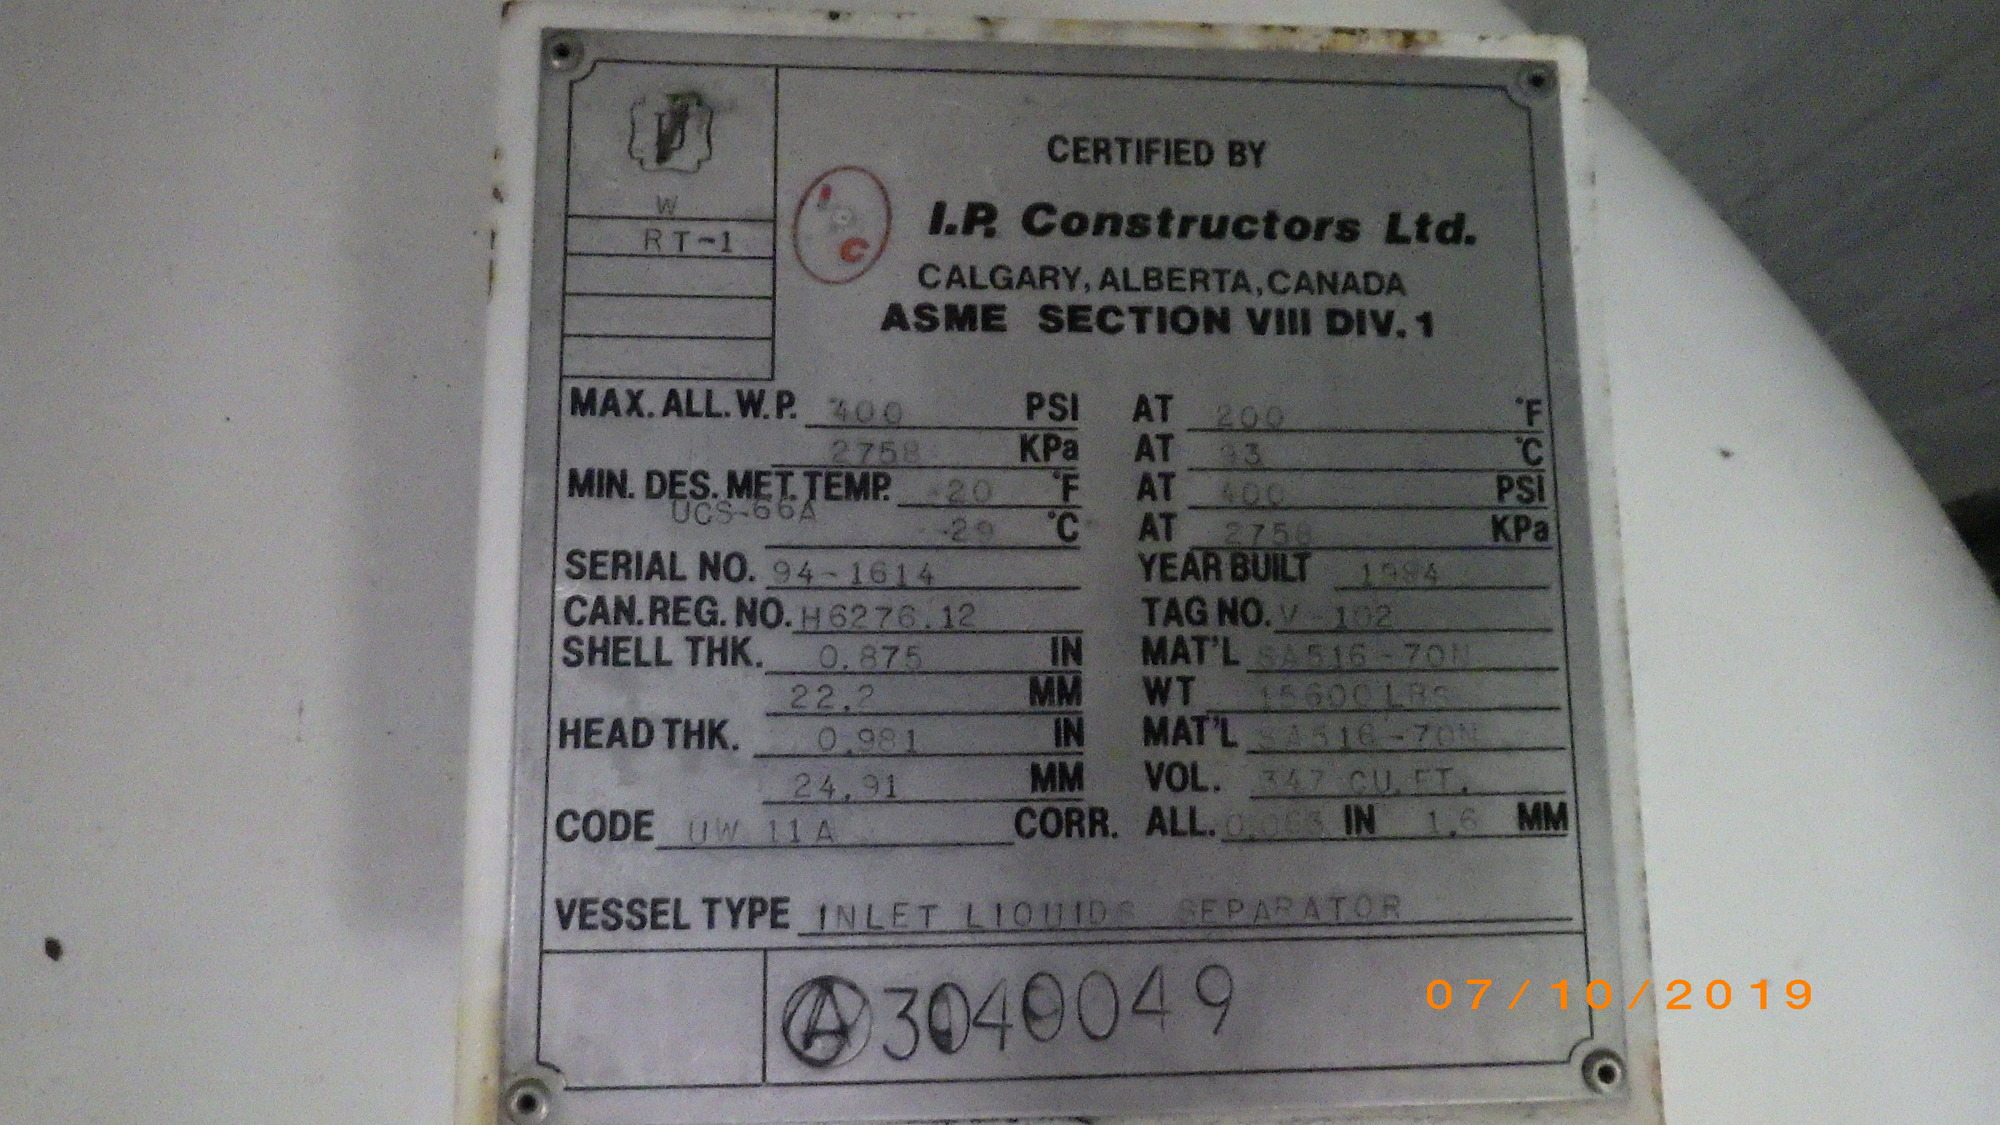 U
W
RT-1
CERTIFIED BY
I P C
I.P. Constructors Ltd.
CALGARY, ALBERTA, CANADA
ASME SECTION VIII DIV. 1
MAX. ALL. W.P. 400 PSI AT 200 °F
2758 KPa AT 93 °C
MIN. DES. MET. TEMP. -20 °F AT 400 PSI
UCS-66A -29 °C AT 2758 KPa
SERIAL NO. 94-1614 YEAR BUILT 1994
CAN. REG. NO. H6276.12 TAG NO. V-102
SHELL THK. 0.875 IN MAT'L SA516-70N
22.2 MM WT 15600 LBS
HEAD THK. 0.981 IN MAT'L SA516-70N
24.91 MM VOL. 347 CU.FT.
CODE UW 11A CORR. ALL. 0.063 IN 1.6 MM
VESSEL TYPE INLET LIQUIDS SEPARATOR
A 3040049
07/10/2019